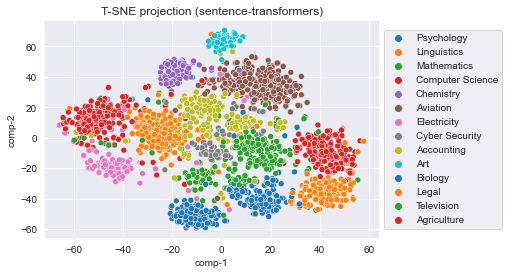 T-SNE projection (sentence-transformers)
60
40
20
0
−20
−40
−60
comp-2
−60
−40
−20
0
20
40
60
comp-1
Psychology
Linguistics
Mathematics
Computer Science
Chemistry
Aviation
Electricity
Cyber Security
Accounting
Art
Biology
Legal
Television
Agriculture